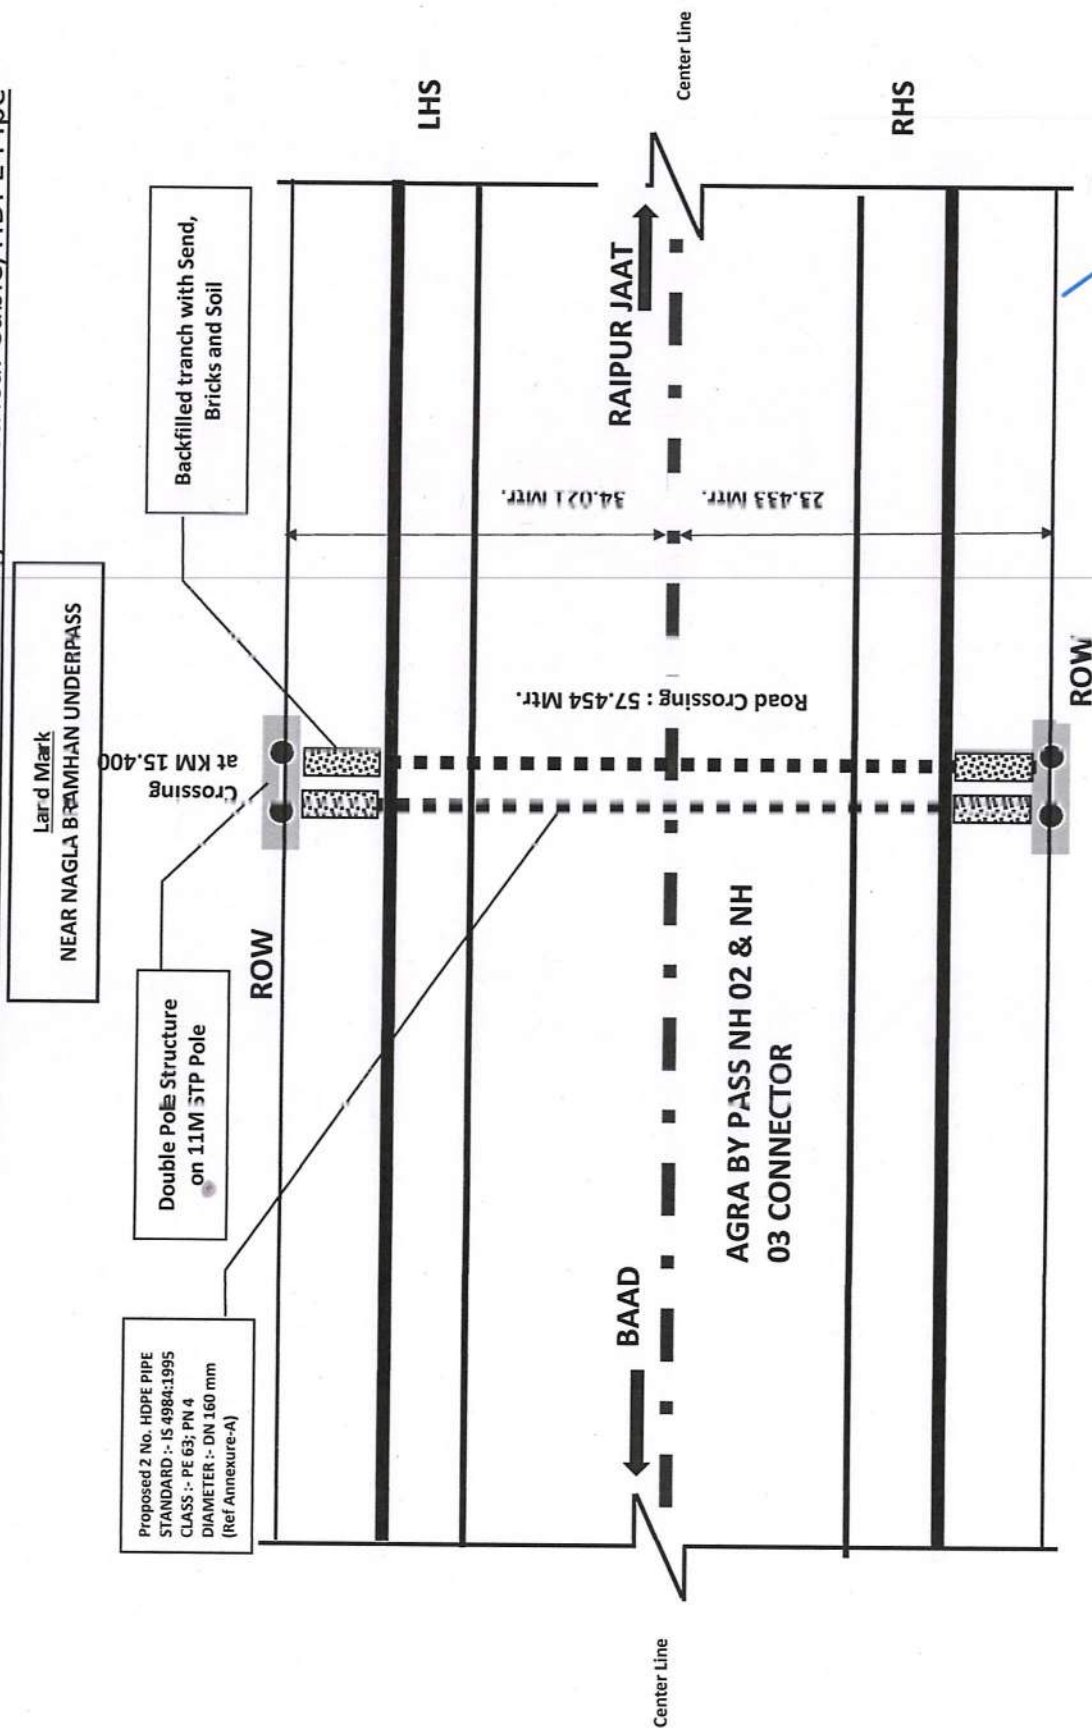 HDPE Pipe
Land Mark
NEAR NAGLA BRAMHAN UNDERPASS
Proposed 2 No. HDPE PIPE
STANDARD :- IS 4984:1995
CLASS :- PE 63; PN 4
DIAMETER :- DN 160 mm
(Ref Annexure-A)
Double Pole Structure
on 11M STP Pole
Backfilled tranch with Send,
Bricks and Soil
ROW
Crossing
at KM 15.400
LHS
34.021 Mtr.
Road Crossing : 57.454 Mtr.
BAAD
RAIPUR JAAT
Center Line
Center Line
23.433 Mtr.
AGRA BY PASS NH 02 & NH
03 CONNECTOR
RHS
ROW